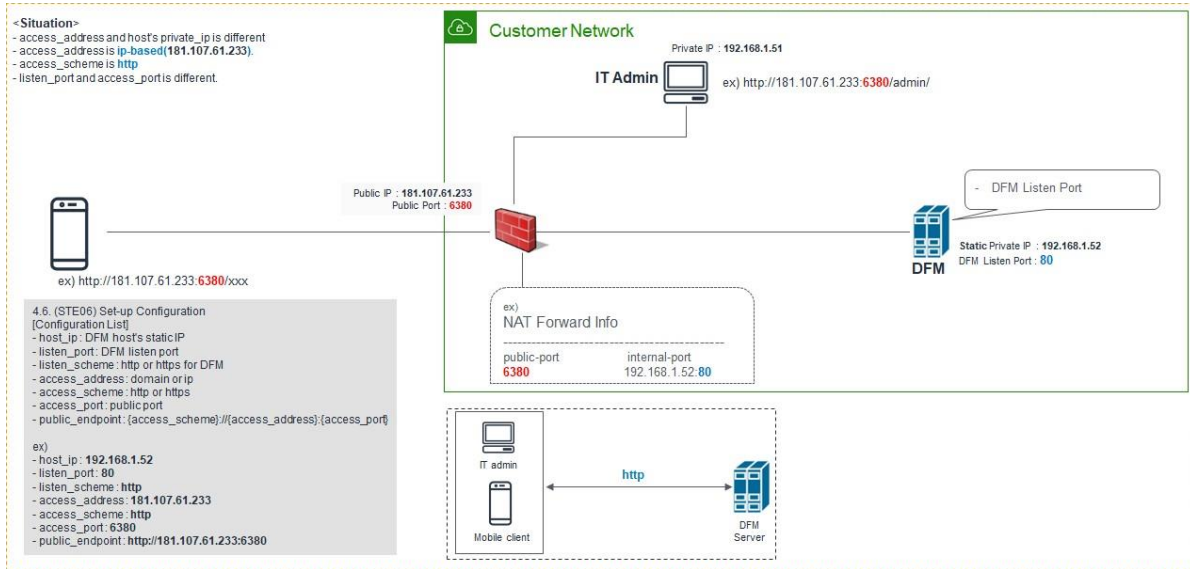 <Situation>
- access_address and host's private_ip is different
- access_address is ip-based(181.107.61.233).
- access_scheme is http
- listen_port and access_port is different.
Customer Network
Private IP : 192.168.1.51
IT Admin
ex) http://181.107.61.233:6380/admin/
Public IP : 181.107.61.233
Public Port : 6380
- DFM Listen Port
Static Private IP : 192.168.1.52
DFM Listen Port : 80
DFM
ex) http://181.107.61.233:6380/xxx
ex)
NAT Forward Info
public-port internal-port
6380 192.168.1.52:80
4.6. (STE06) Set-up Configuration
[Configuration List]
- host_ip : DFM host's static IP
- listen_port: DFM listen port
- listen_scheme : http or https for DFM
- access_address: domain or ip
- access_scheme : http or https
- access_port : public port
- public_endpoint : {access_scheme}://{access_address}:{access_port}
ex)
- host_ip : 192.168.1.52
- listen_port : 80
- listen_scheme : http
- access_address : 181.107.61.233
- access_scheme : http
- access_port : 6380
- public_endpoint : http://181.107.61.233:6380
IT admin
Mobile client
http
DFM
Server